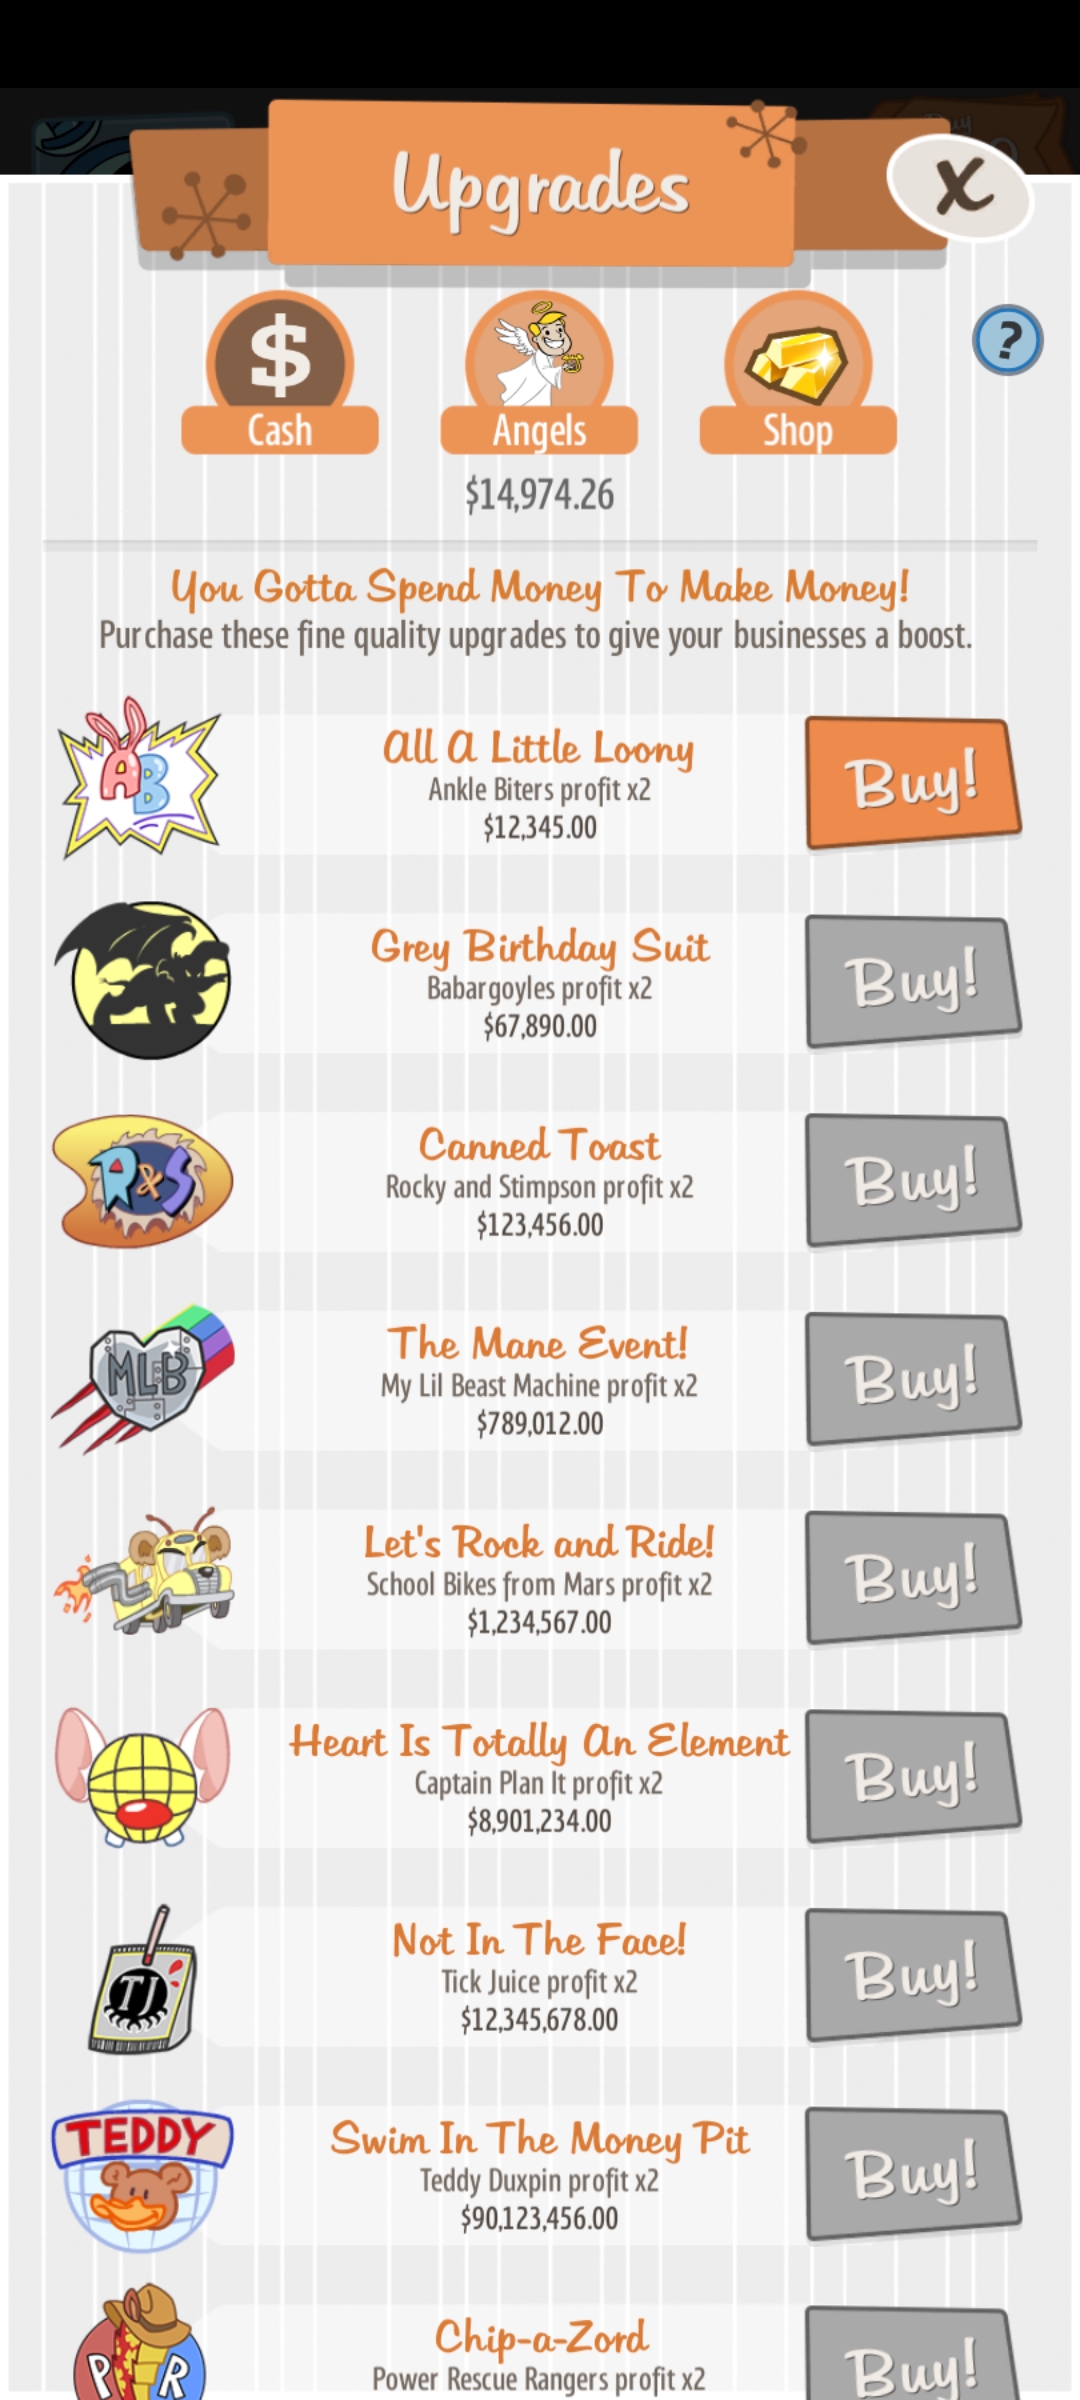 Upgrades
X
$
?
Cash
Angels
Shop
$14,974.26
You Gotta Spend Money To Make Money!
Purchase these fine quality upgrades to give your businesses a boost.
AB
All A Little Loony
Ankle Biters profit x2
$12,345.00
Buy!
Grey Birthday Suit
Babargoyles profit x2
$67,890.00
Buy!
R&S
Canned Toast
Rocky and Stimpson profit x2
$123,456.00
Buy!
MLB
The Mane Event!
My Lil Beast Machine profit x2
$789,012.00
Buy!
Let's Rock and Ride!
School Bikes from Mars profit x2
$1,234,567.00
Buy!
Heart Is Totally An Element
Captain Plan It profit x2
$8,901,234.00
Buy!
TJ
Not In The Face!
Tick Juice profit x2
$12,345,678.00
Buy!
TEDDY
Swim In The Money Pit
Teddy Duxpin profit x2
$90,123,456.00
Buy!
P R
Chip-a-Zord
Power Rescue Rangers profit x2
Buy!